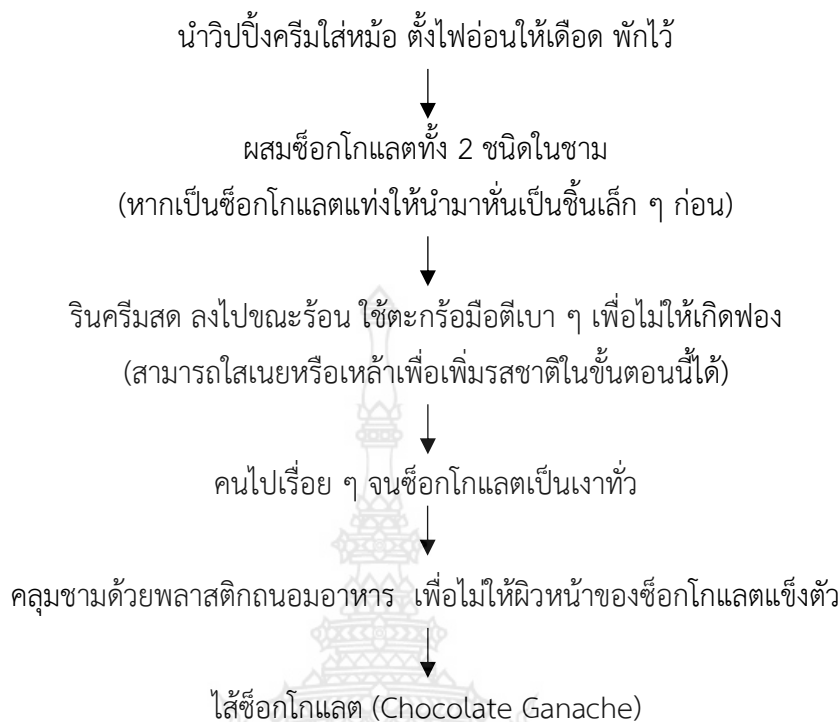 นำวิปปิ้งครีมใส่หม้อ ตั้งไฟอ่อนให้เดือด พักไว้
ผสมช็อกโกแลตทั้ง 2 ชนิดในชาม
(หากเป็นช็อกโกแลตแท่งให้นำมาหั่นเป็นชิ้นเล็ก ๆ ก่อน)
รินครีมสด ลงไปขณะร้อน ใช้ตะกร้อมือตีเบา ๆ เพื่อไม่ให้เกิดฟอง
(สามารถใสเนยหรือเหล้าเพื่อเพิ่มรสชาติในขั้นตอนนี้ได้)
คนไปเรื่อย ๆ จนช็อกโกแลตเป็นเงาทั่ว
คลุมชามด้วยพลาสติกถนอมอาหาร เพื่อไม่ให้ผิวหน้าของช็อกโกแลตแข็งตัว
ไส้ช็อกโกแลต (Chocolate Ganache)